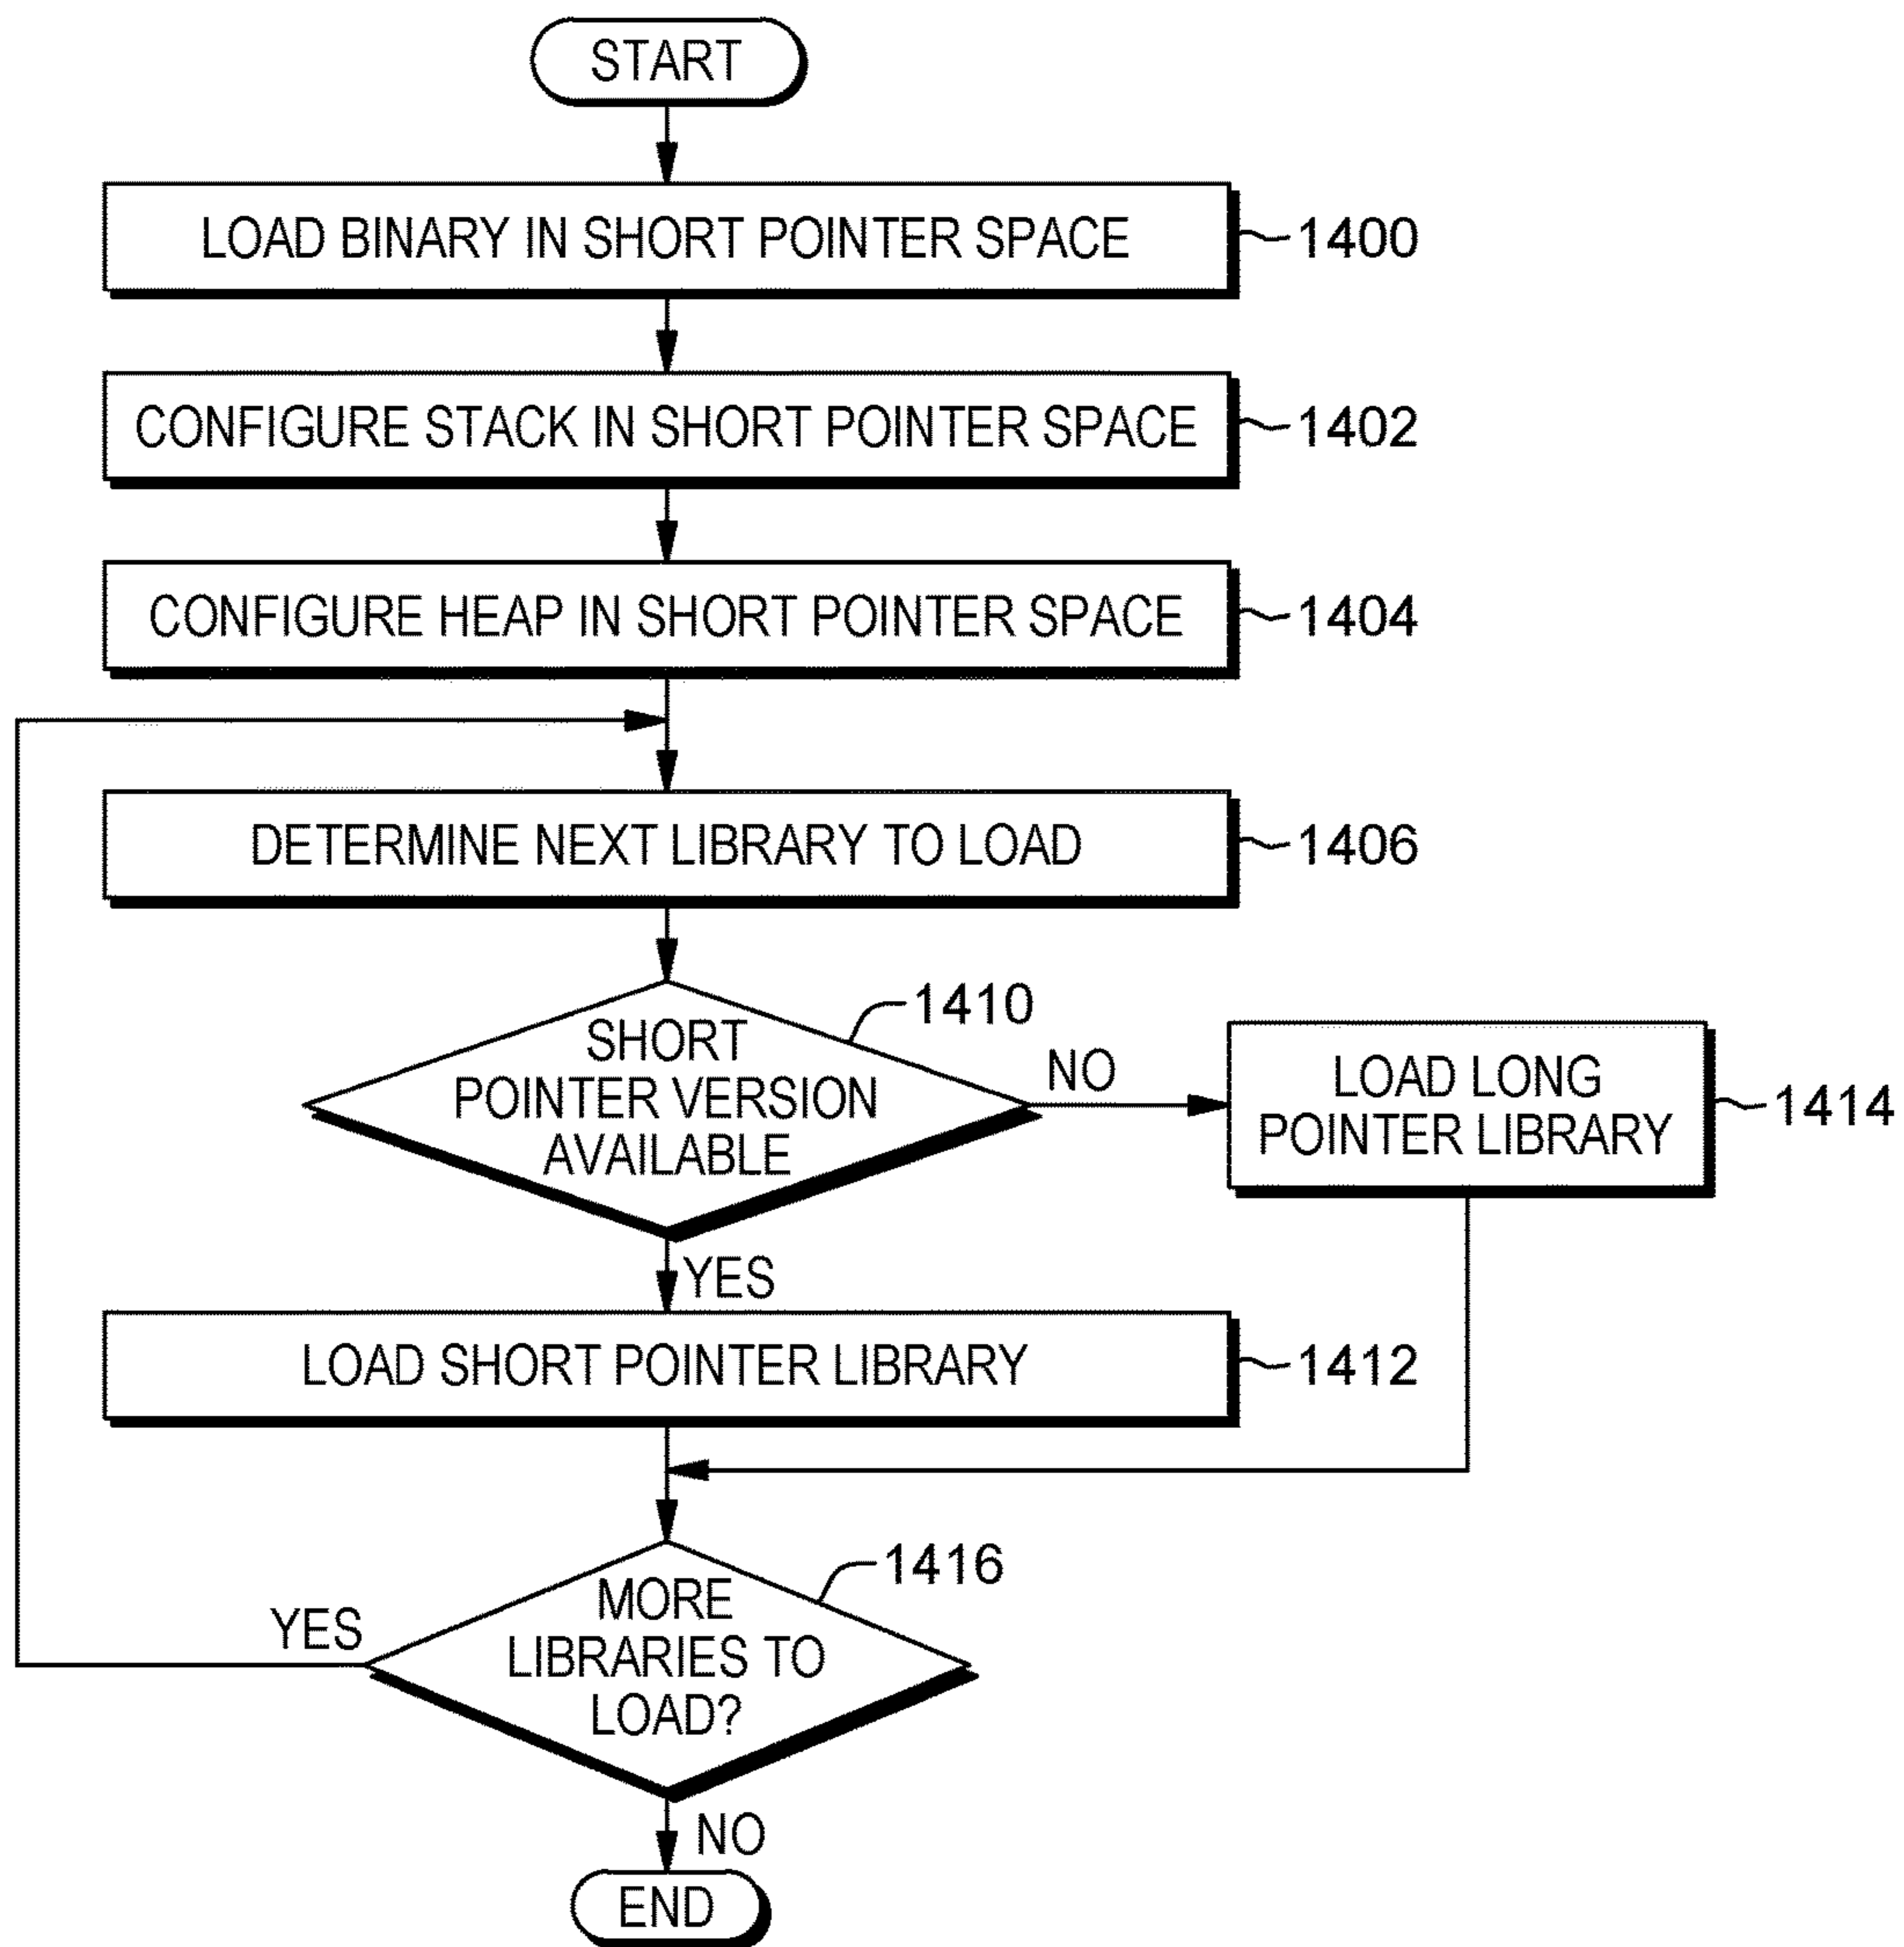 START
LOAD BINARY IN SHORT POINTER SPACE
1400
CONFIGURE STACK IN SHORT POINTER SPACE
1402
CONFIGURE HEAP IN SHORT POINTER SPACE
1404
DETERMINE NEXT LIBRARY TO LOAD
1406
1410
SHORT
POINTER VERSION
AVAILABLE
NO
LOAD LONG
POINTER LIBRARY
1414
YES
LOAD SHORT POINTER LIBRARY
1412
1416
MORE
LIBRARIES TO
LOAD?
YES
NO
END